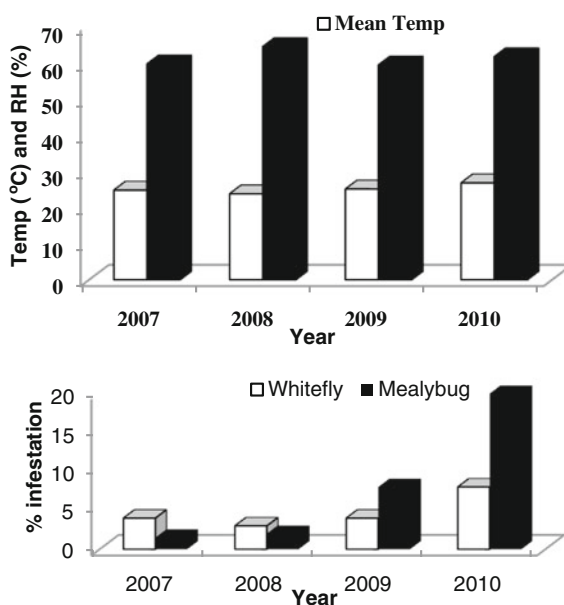 Mean Temp
Temp (°C) and RH (%)
70
60
50
40
30
20
10
0
2007 2008 2009 2010
Year
Whitefly Mealybug
% infestation
20
15
10
5
0
2007 2008 2009 2010
Year